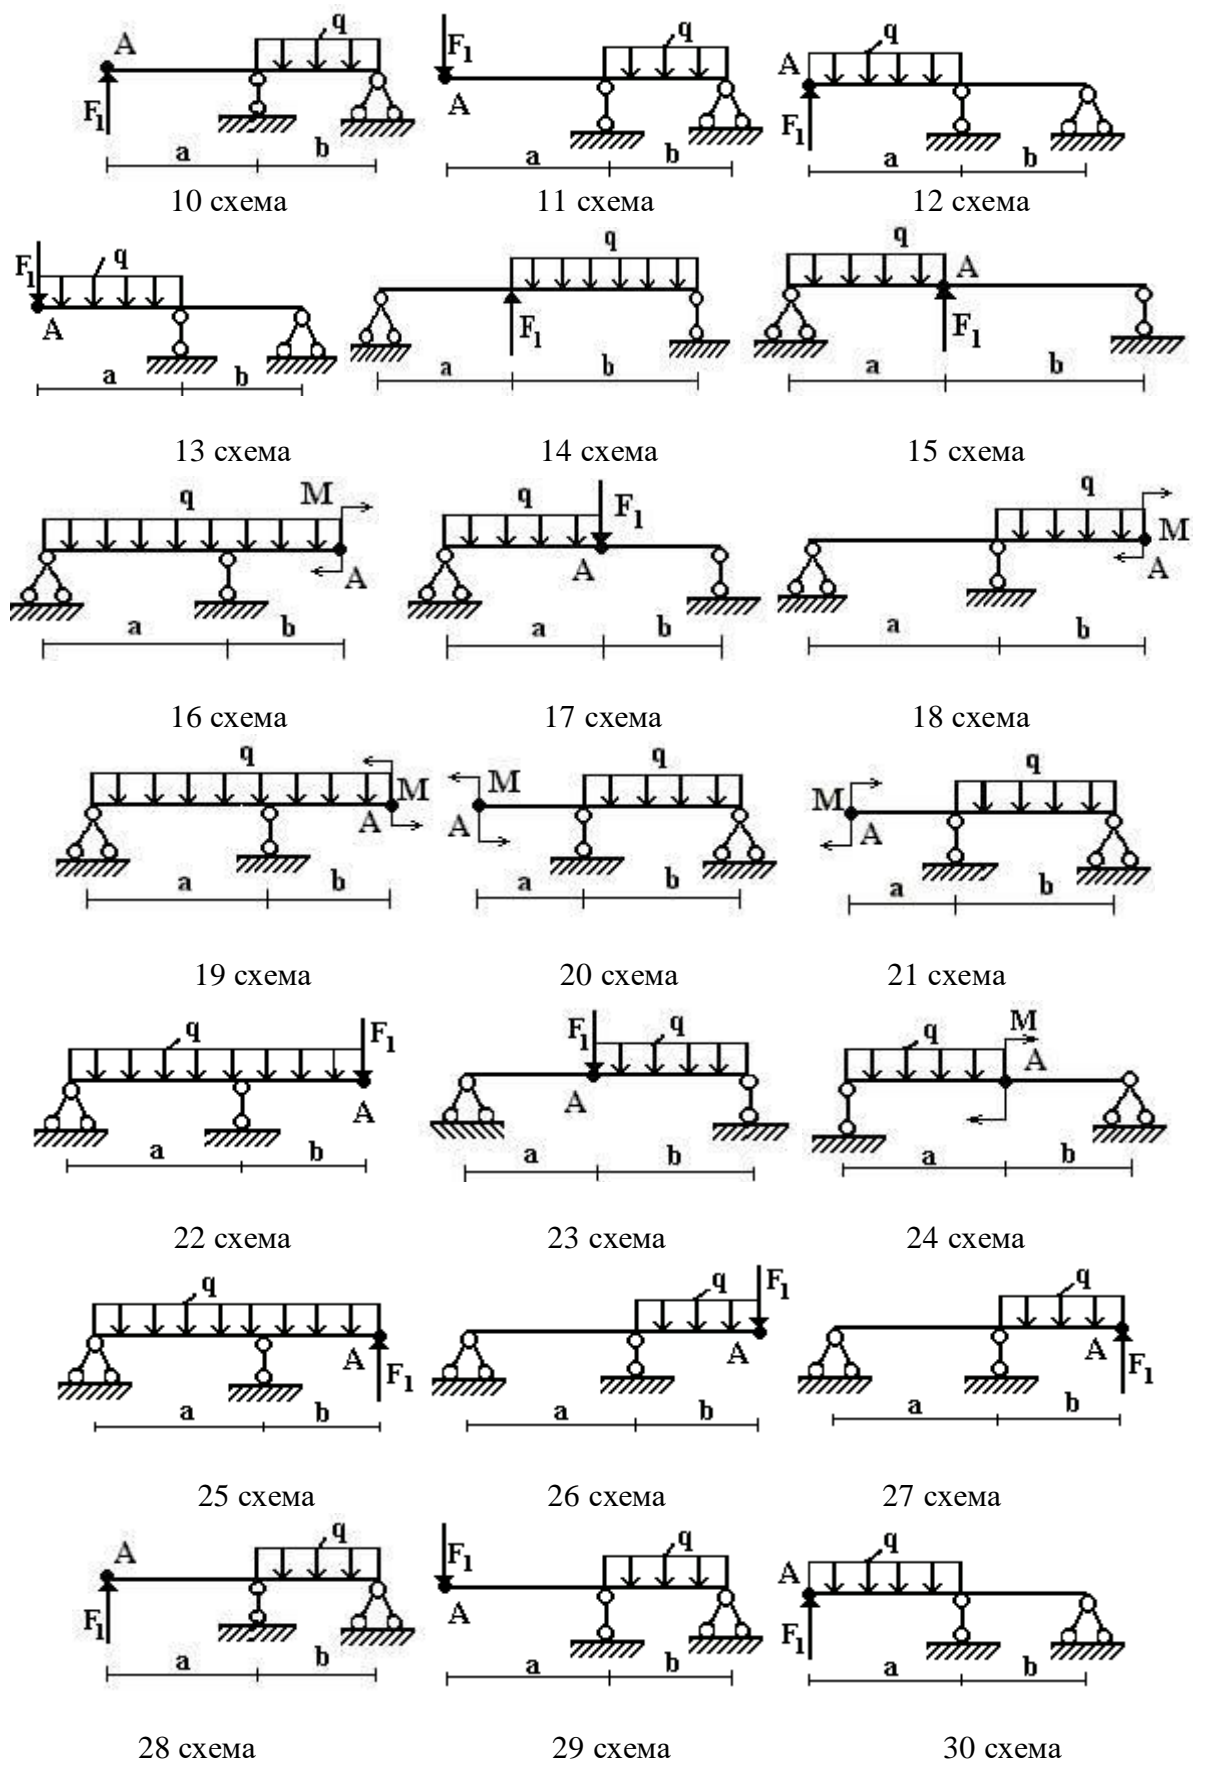 A q F₁ q A q
F₁ A F₁
a b a b a b
10 схема 11 схема 12 схема
F₁ q q q A
A F₁ F₁
a b a b a b
13 схема 14 схема 15 схема
q M q F₁ q M
A A A
a b a b a b
16 схема 17 схема 18 схема
q M M q q M
A A A
a b a b a b
19 схема 20 схема 21 схема
q F₁ F₁ q q M
A A A
a b a b a b
22 схема 23 схема 24 схема
q q F₁ q
A F₁ A A F₁
a b a b a b
25 схема 26 схема 27 схема
A q F₁ q A q
F₁ A F₁
a b a b a b
28 схема 29 схема 30 схема